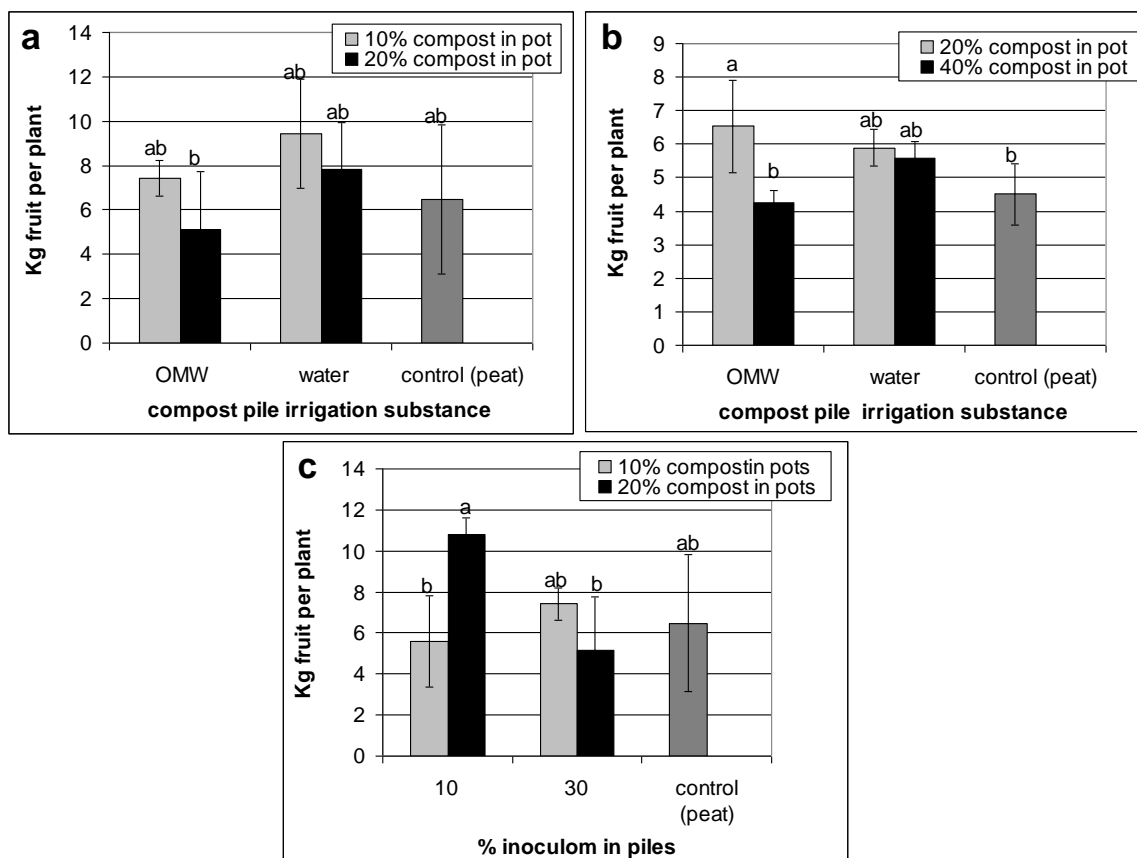 a
10% compost in pot
20% compost in pot
Kg fruit per plant
14
12
10
8
6
4
2
0
ab
b
ab
ab
ab
OMW water control (peat)
compost pile irrigation substance
b
20% compost in pot
40% compost in pot
Kg fruit per plant
9
8
7
6
5
4
3
2
1
0
a
b
ab
ab
b
OMW water control (peat)
compost pile irrigation substance
c
10% compostin pots
20% compost in pots
Kg fruit per plant
14
12
10
8
6
4
2
0
b
a
ab
b
ab
10 30 control
(peat)
% inoculom in piles